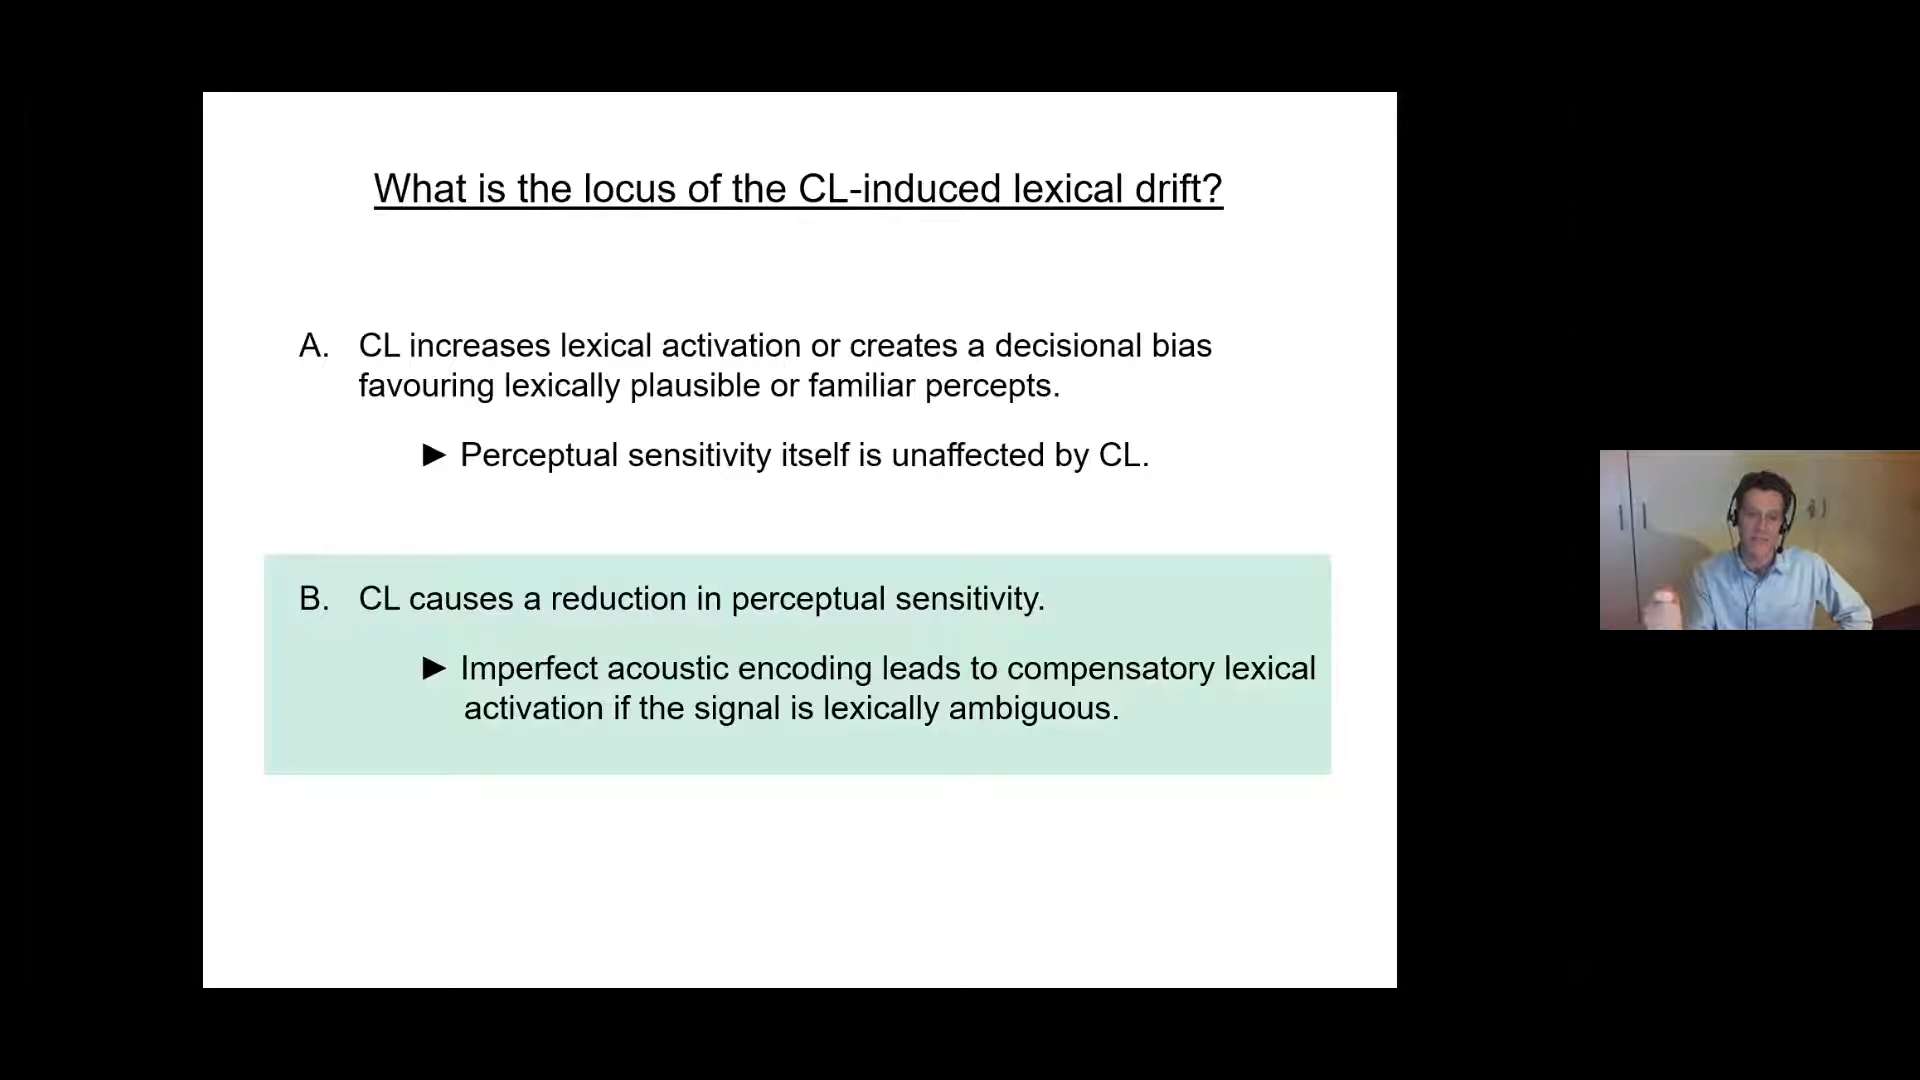 What is the locus of the CL-induced lexical drift?
A. CL increases lexical activation or creates a decisional bias
favouring lexically plausible or familiar percepts.
► Perceptual sensitivity itself is unaffected by CL.
B. CL causes a reduction in perceptual sensitivity.
► Imperfect acoustic encoding leads to compensatory lexical
activation if the signal is lexically ambiguous.